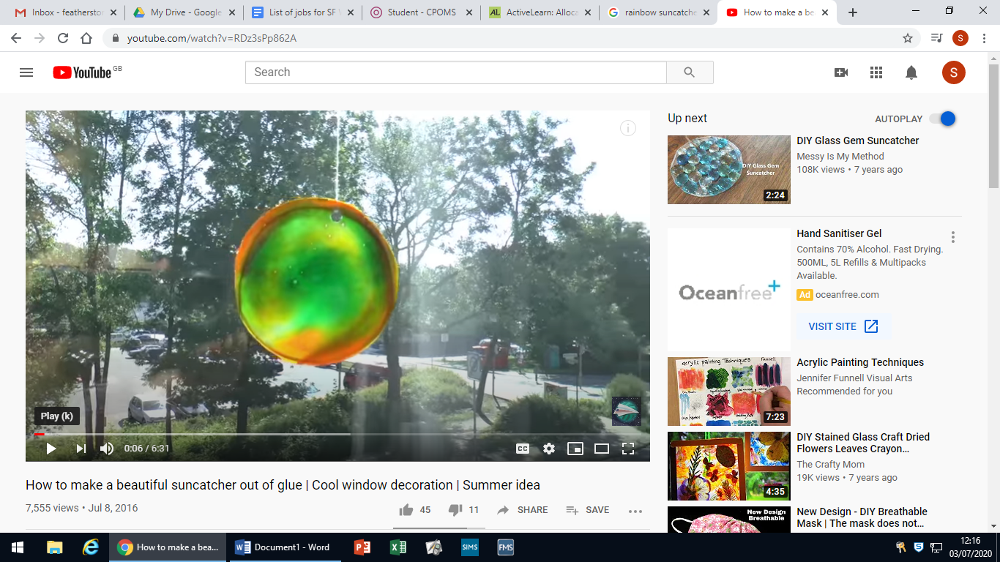 Inbox - feathersto
My Drive - Google
List of jobs for SF W
Student - CPOMS
ActiveLearn: Alloca
rainbow suncatche
How to make a be
youtube.com/watch?v=RDz3sPp862A
S
YouTube GB
Search
S
Up next
AUTOPLAY
DIY Glass Gem
Suncatcher
2:24
DIY Glass Gem Suncatcher
Messy Is My Method
108K views • 7 years ago
Oceanfree+
Hand Sanitiser Gel
Contains 70% Alcohol. Fast Drying.
500ML, 5L Refills & Multipacks
Available.
Ad oceanfree.com
VISIT SITE
acrylic painting Techniques Funnell
7:23
Acrylic Painting Techniques
Jennifer Funnell Visual Arts
Recommended for you
4:35
DIY Stained Glass Craft Dried
Flowers Leaves Crayon...
The Crafty Mom
19K views • 7 years ago
New Design
Breathable
New Design - DIY Breathable
Mask | The mask does not...
Play (k)
0:06 / 6:31
CC
How to make a beautiful suncatcher out of glue | Cool window decoration | Summer idea
7,555 views • Jul 8, 2016
45
11
SHARE
SAVE
How to make a bea...
Document1 - Word
SIMS
FMS
12:16
03/07/2020